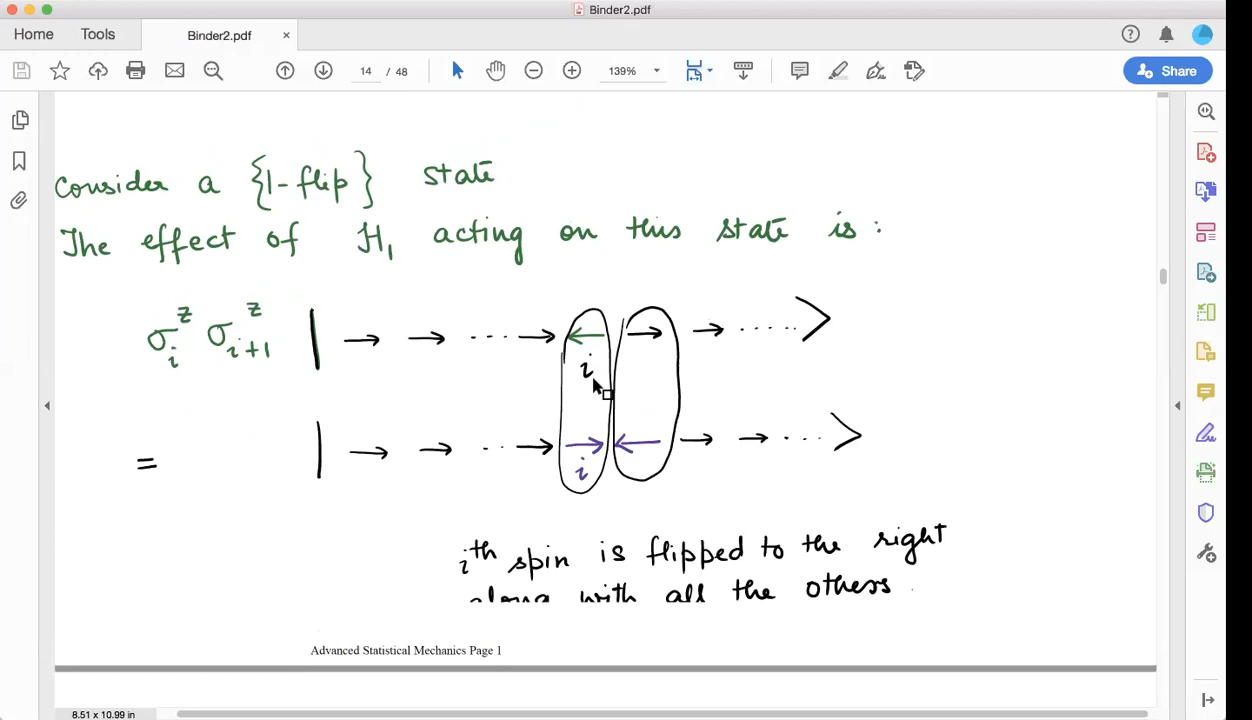 Binder2.pdf
Home Tools Binder2.pdf ×
14 / 48 139% Share
Consider a {1-flip} state
The effect of H₁ acting on this state is :
σᵢᶻ σᵢ₊₁ᶻ | → → ..... → ← → → ..... >
i
= | → → ... → → ← → → .... >
i
iᵗʰ spin is flipped to the right
along with all the others
Advanced Statistical Mechanics Page 1
8.51 x 10.99 in